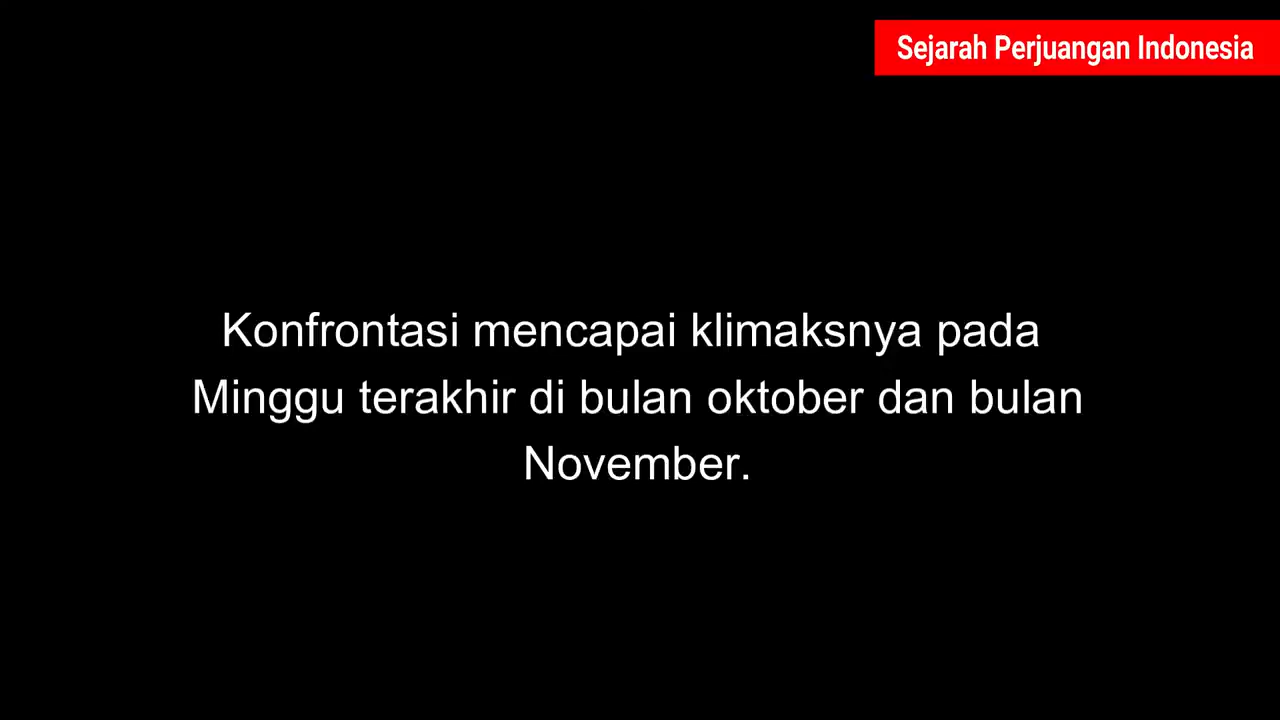 Sejarah Perjuangan Indonesia
Konfrontasi mencapai klimaksnya pada
Minggu terakhir di bulan oktober dan bulan
November.